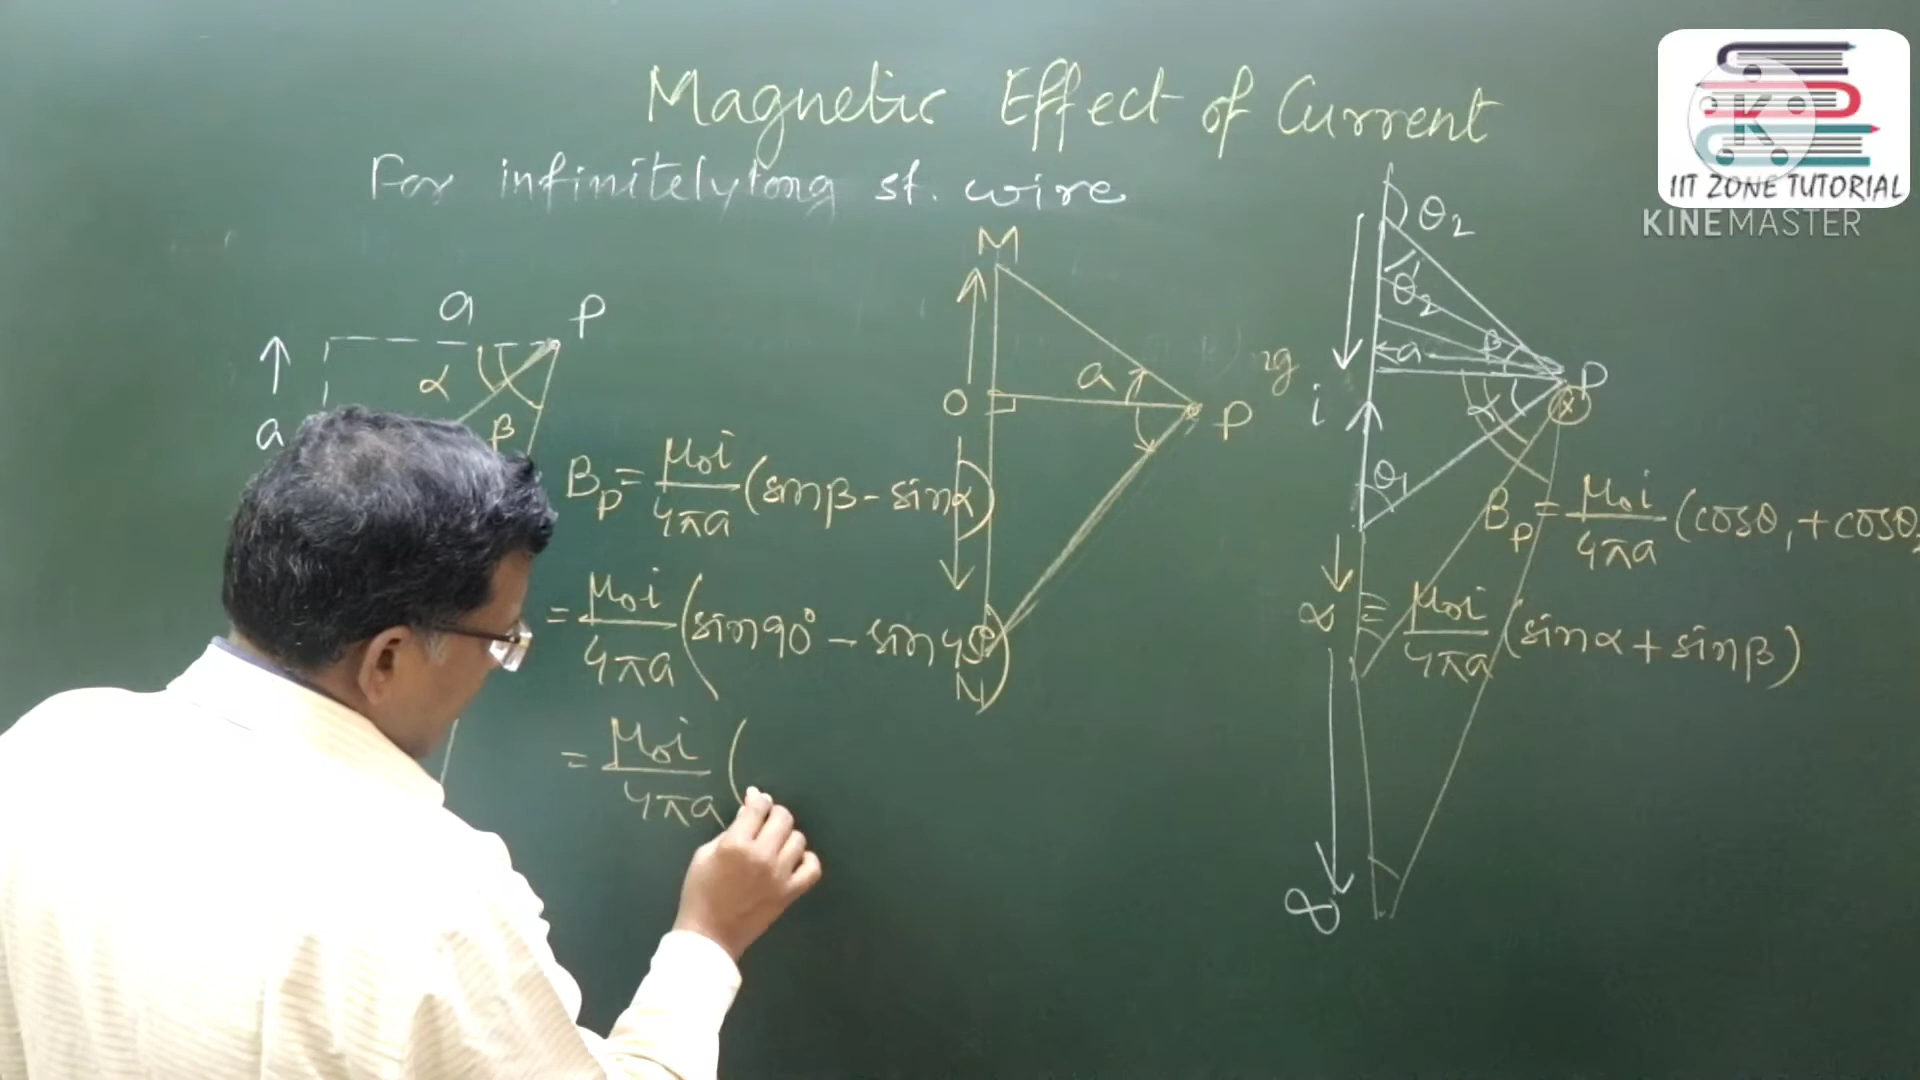 Magnetic Effect of Current
For infinitely long st. wire
IIT ZONE TUTORIAL
KINEMASTER
K
a
P
α
β
a
M
O
a
P
N
θ2
θ2
a
β
P
i
α
θ1
α
∞
Bp = μ0i/4πa (sinβ - sinα)
= μ0i/4πa (sin90° - sin45°)
= μ0i/4πa (
Bp = μ0i/4πa (cosθ1 + cosθ2
= μ0i/4πa (sinα + sinβ)